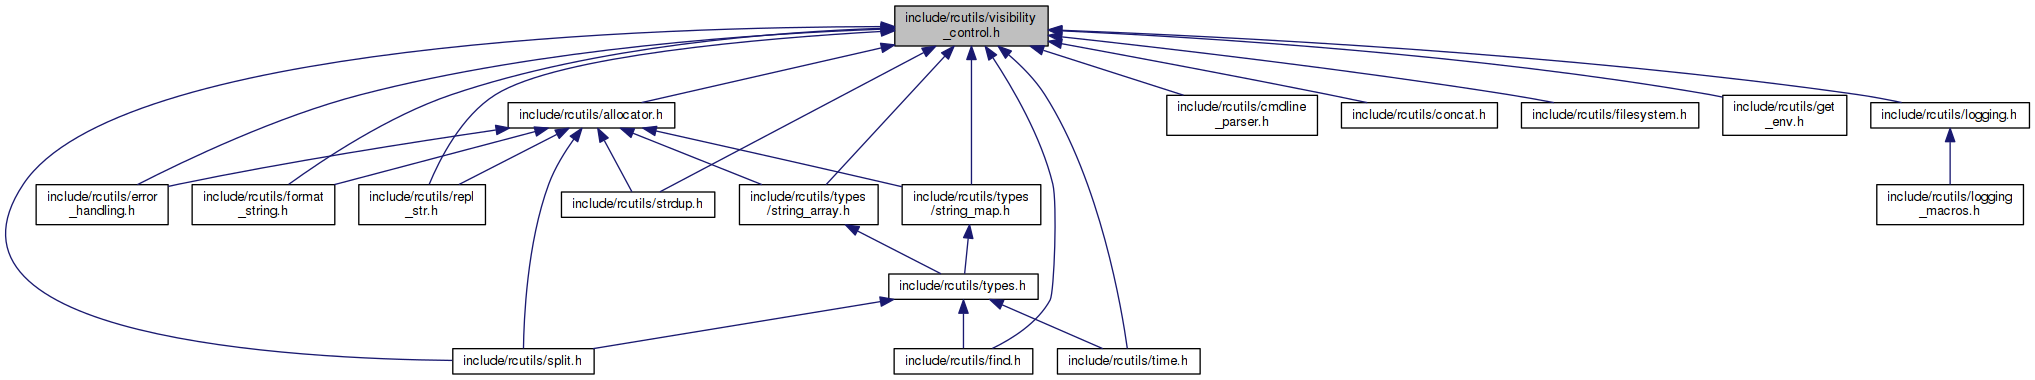 include/rcutils/visibility
_control.h
include/rcutils/allocator.h
include/rcutils/cmdline
_parser.h
include/rcutils/concat.h
include/rcutils/filesystem.h
include/rcutils/get
_env.h
include/rcutils/logging.h
include/rcutils/error
_handling.h
include/rcutils/format
_string.h
include/rcutils/repl
_str.h
include/rcutils/strdup.h
include/rcutils/types
/string_array.h
include/rcutils/types
/string_map.h
include/rcutils/logging
_macros.h
include/rcutils/types.h
include/rcutils/split.h
include/rcutils/find.h
include/rcutils/time.h